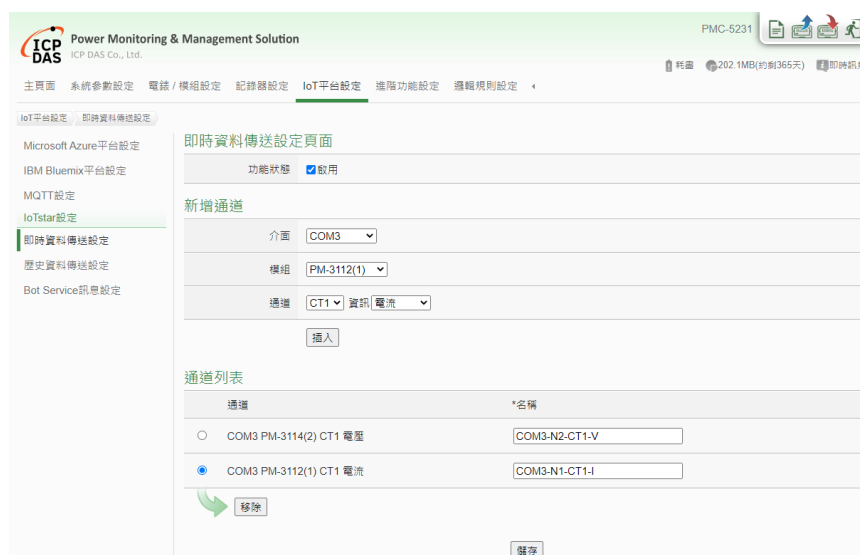 ICP DAS
Power Monitoring & Management Solution
ICP DAS Co., Ltd.
PMC-5231
耗盡 202.1MB(約剩365天) 即時訊
主頁面 系統參數設定 電錶 / 模組設定 記錄器設定 IoT平台設定 進階功能設定 邏輯規則設定
IoT平台設定 即時資料傳送設定
Microsoft Azure平台設定
IBM Bluemix平台設定
MQTT設定
IoTstar設定
即時資料傳送設定
歷史資料傳送設定
Bot Service訊息設定
即時資料傳送設定頁面
功能狀態 啟用
新增通道
介面 COM3
模組 PM-3112(1)
通道 CT1 資訊 電流
插入
通道列表
通道 *名稱
COM3 PM-3114(2) CT1 電壓 COM3-N2-CT1-V
COM3 PM-3112(1) CT1 電流 COM3-N1-CT1-I
移除
儲存